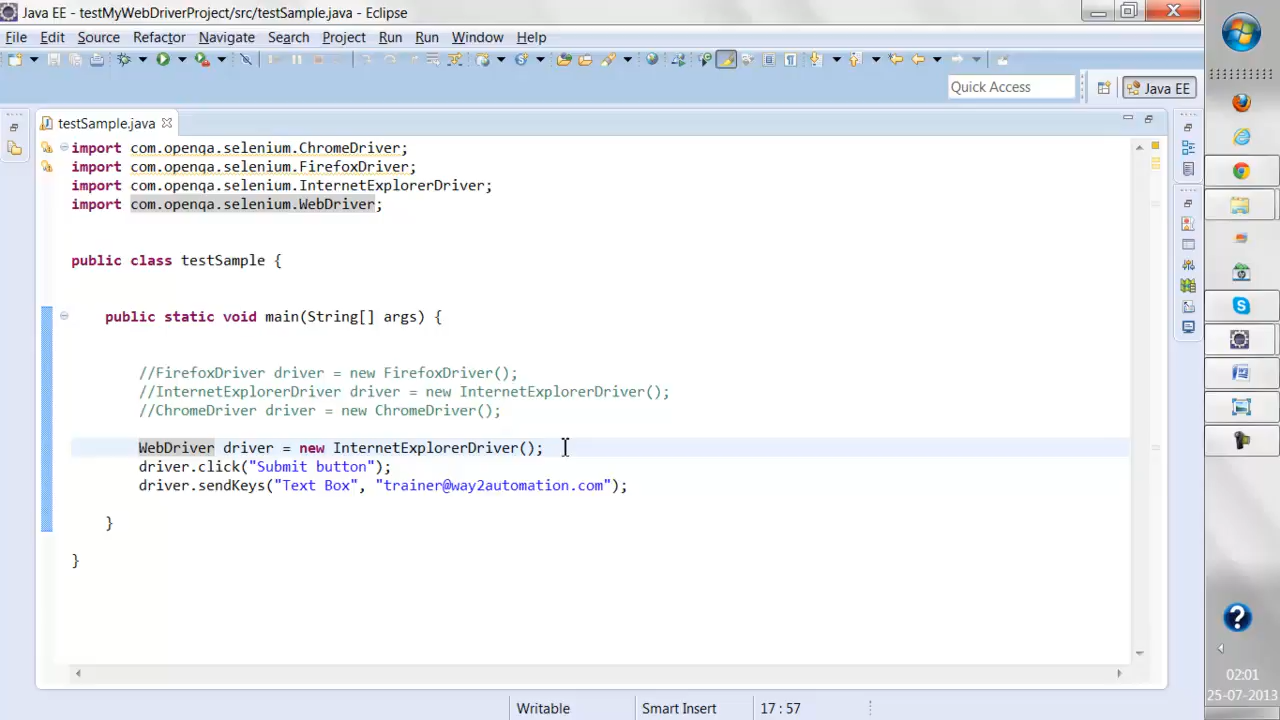 Java EE - testMyWebDriverProject/src/testSample.java - Eclipse
File Edit Source Refactor Navigate Search Project Run Run Window Help
Quick Access
Java EE
testSample.java
import com.openqa.selenium.ChromeDriver;
import com.openqa.selenium.FirefoxDriver;
import com.openqa.selenium.InternetExplorerDriver;
import com.openqa.selenium.WebDriver;
public class testSample {
public static void main(String[] args) {
//FirefoxDriver driver = new FirefoxDriver();
//InternetExplorerDriver driver = new InternetExplorerDriver();
//ChromeDriver driver = new ChromeDriver();
WebDriver driver = new InternetExplorerDriver();
driver.click("Submit button");
driver.sendKeys("Text Box", "trainer@way2automation.com");
}
}
Writable
Smart Insert
17 : 57
02:01
25-07-2013